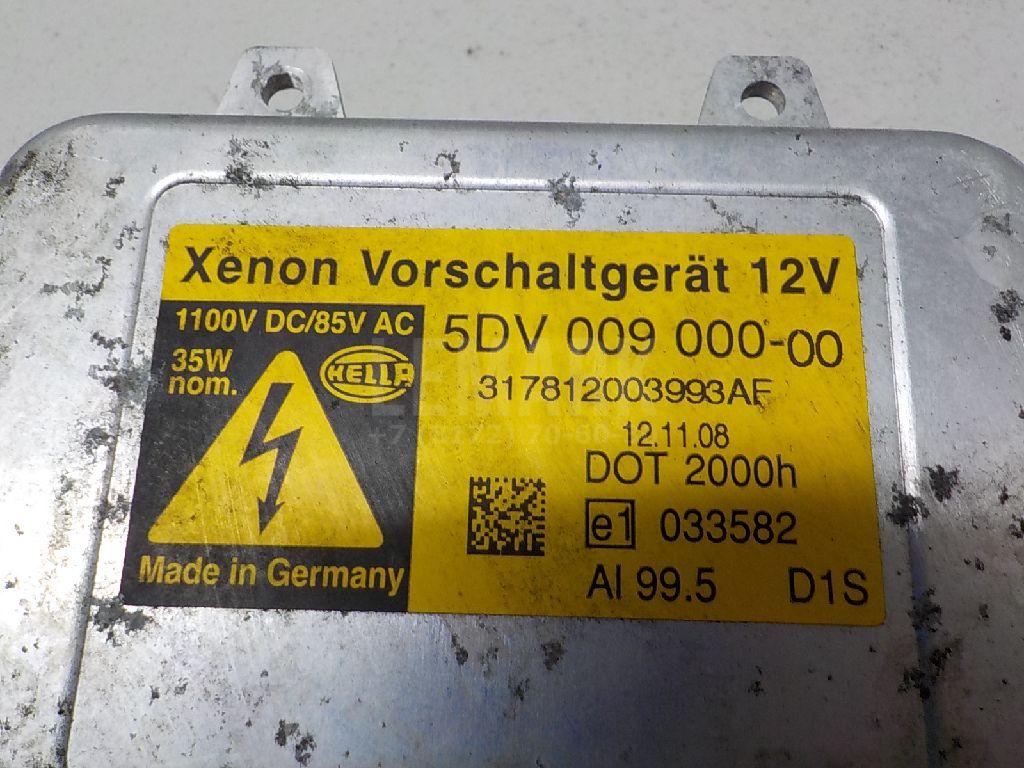 Xenon Vorschaltgerät 12V
1100V DC/85V AC
35W
nom.
HELLA
Made in Germany
5DV 009 000-00
317812003993AF
12.11.08
DOT 2000h
e1 033582
Al 99.5 D1S
LEMARK